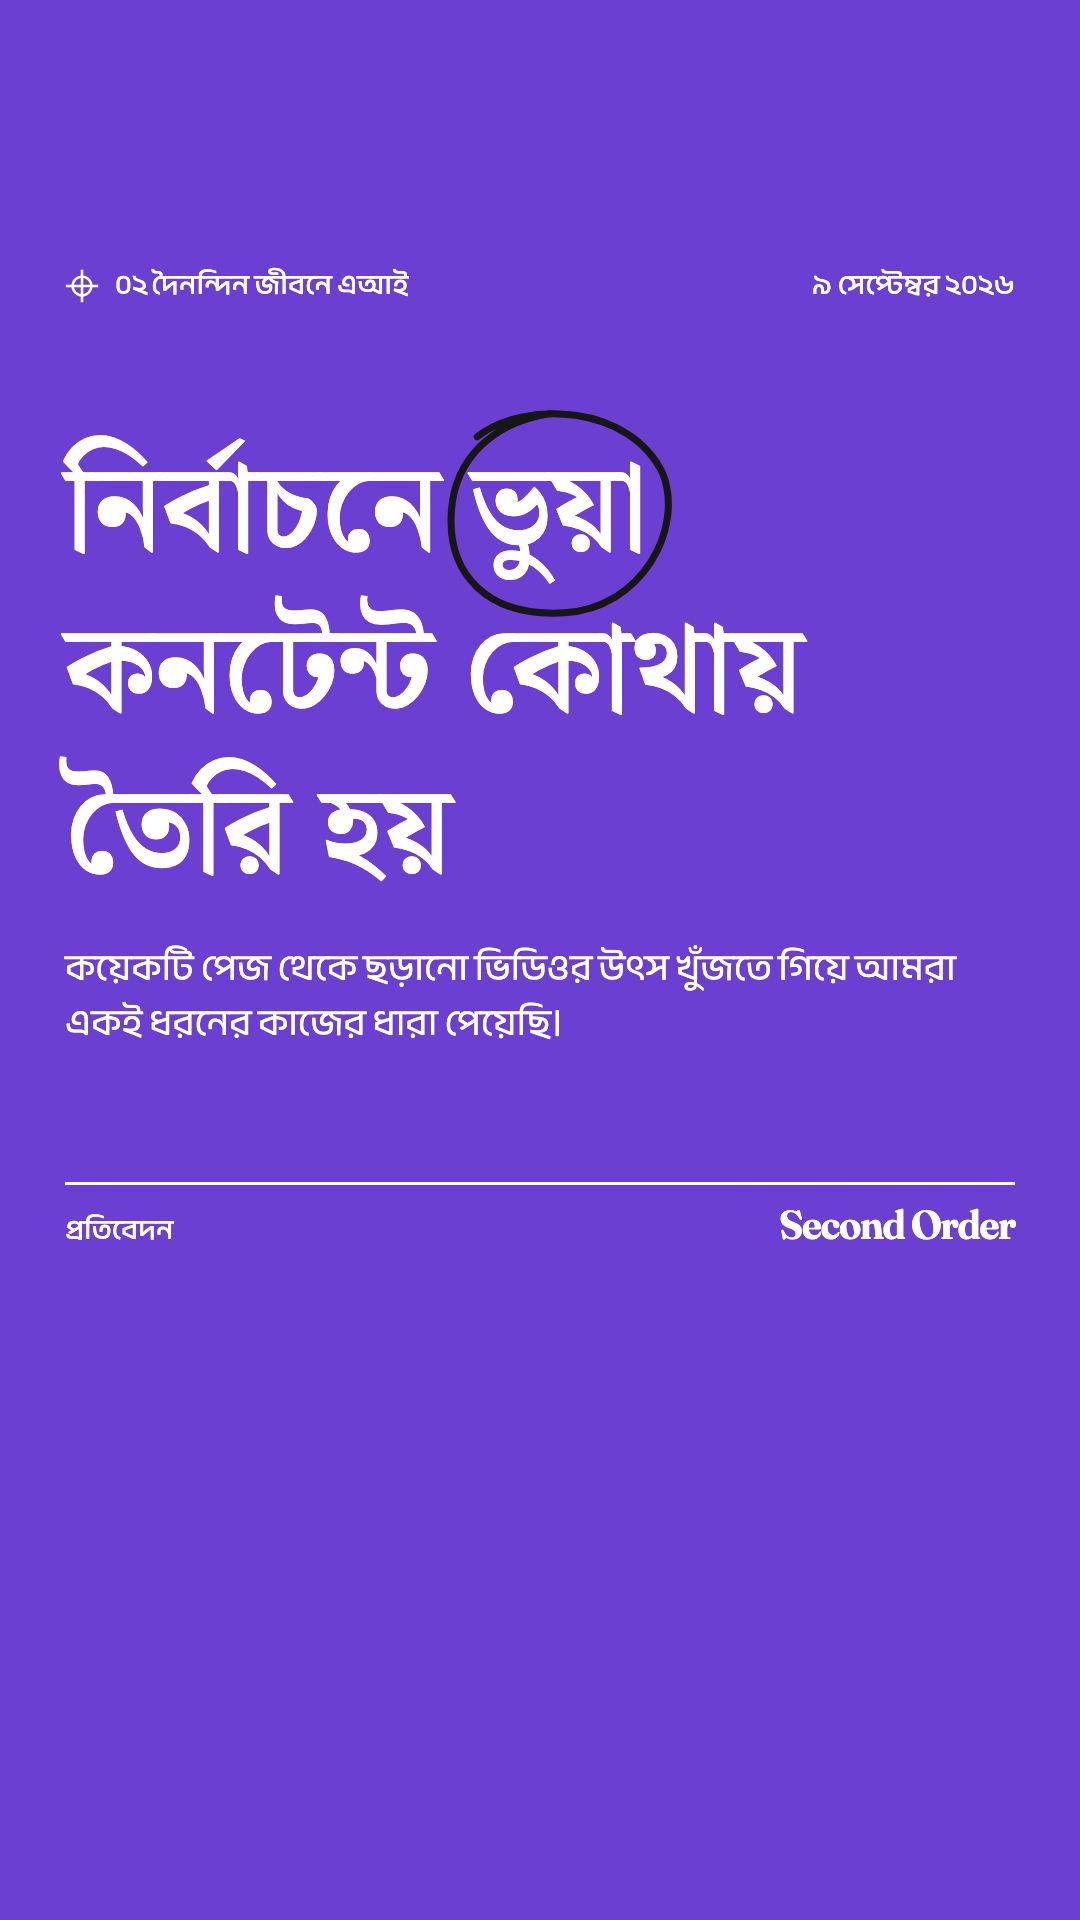 ০২ দৈনন্দিন জীবনে এআই
৯ সেপ্টেম্বর ২০২৬
নির্বাচনে ভুয়া
কনটেন্ট কোথায়
তৈরি হয়
কয়েকটি পেজ থেকে ছড়ানো ভিডিওর উৎস খুঁজতে গিয়ে আমরা
একই ধরনের কাজের ধারা পেয়েছি।
প্রতিবেদন
Second Order